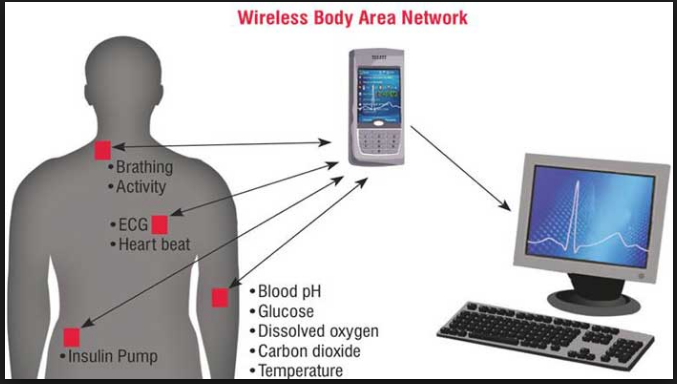 Wireless Body Area Network
• Brathing
• Activity
• ECG
• Heart beat
• Blood pH
• Glucose
• Dissolved oxygen
• Carbon dioxide
• Temperature
• Insulin Pump